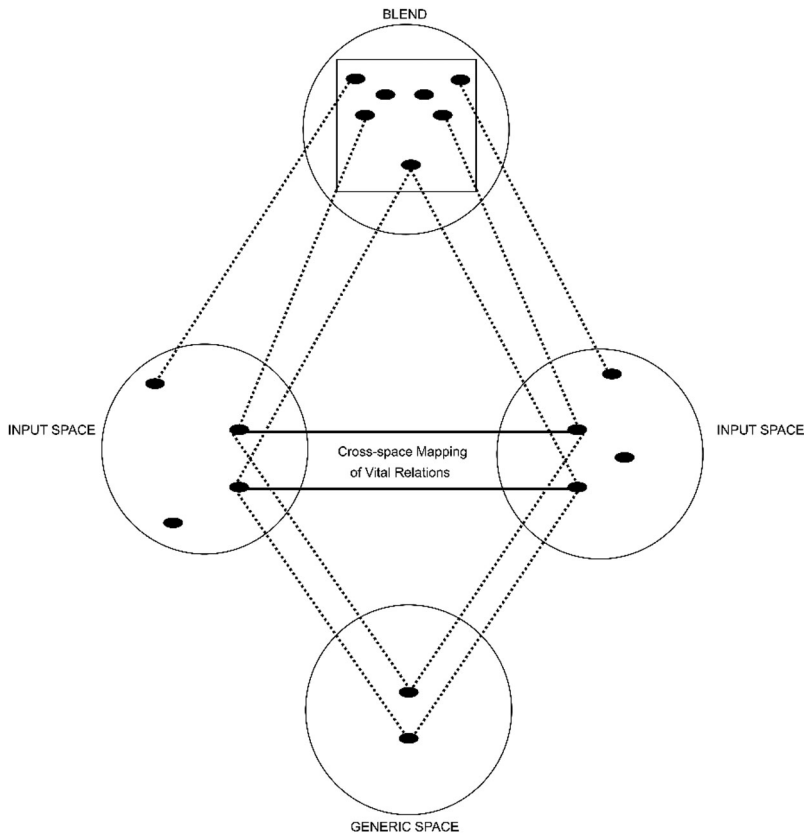 BLEND
INPUT SPACE
INPUT SPACE
Cross-space Mapping
of Vital Relations
GENERIC SPACE